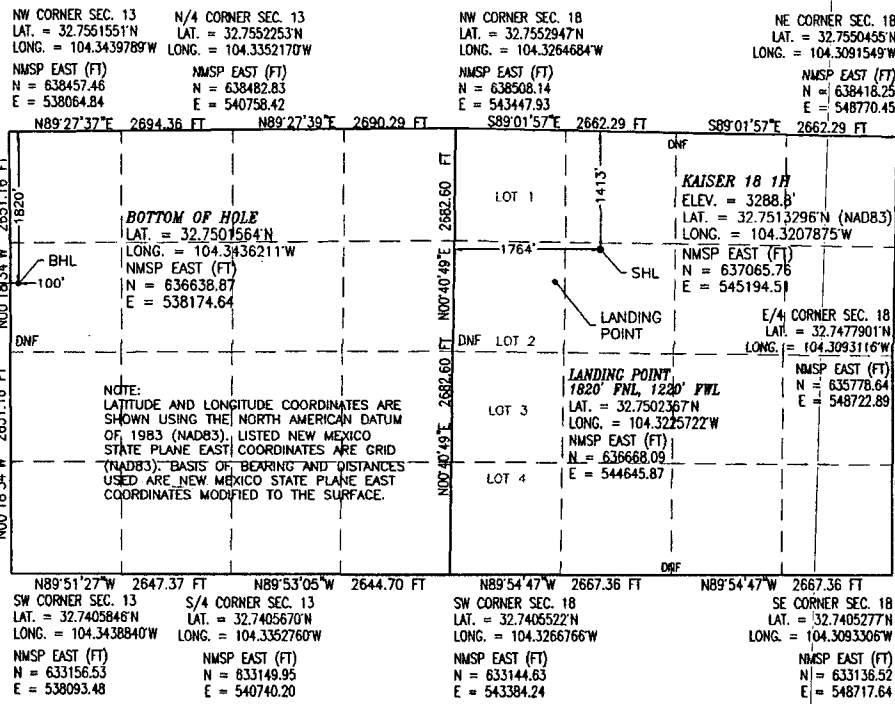 NW CORNER SEC. 13
LAT. = 32.7551551'N
LONG. = 104.3439789'W
NMSP EAST (FT)
N = 638457.46
E = 538064.84
N/4 CORNER SEC. 13
LAT. = 32.7552253'N
LONG. = 104.3352170'W
NMSP EAST (FT)
N = 638482.83
E = 540758.42
NW CORNER SEC. 18
LAT. = 32.7552947'N
LONG. = 104.3264684'W
NMSP EAST (FT)
N = 638508.14
E = 543447.93
NE CORNER SEC. 18
LAT. = 32.7550455'N
LONG. = 104.3091549'W
NMSP EAST (FT)
N = 638418.25
E = 548770.45
N89°27'37"E 2694.36 FT
N89°27'39"E 2690.29 FT
S89°01'57"E 2662.29 FT
S89°01'57"E 2662.29 FT
DNF
1820'
2682.60 FT
LOT 1
1413'
KAISER 18 1H
ELEV. = 3288.8'
LAT. = 32.7513296'N (NAD83)
LONG. = 104.3207875'W
NMSP EAST (FT)
N = 637065.76
E = 545194.51
BOTTOM OF HOLE
LAT. = 32.7501564'N
LONG. = 104.3436211'W
NMSP EAST (FT)
N = 636638.87
E = 538174.64
BHL
100'
N00°18'34"W 2651.16 FT
N00°40'49"E
1764'
SHL
LANDING
POINT
E/4 CORNER SEC. 18
LAT. = 32.7477901'N
LONG. = 104.3093116'W
NMSP EAST (FT)
N = 635778.64
E = 548722.89
DNF
DNF
LOT 2
LANDING POINT
1820' FNL, 1220' FWL
LAT. = 32.7502367'N
LONG. = 104.3225722'W
NMSP EAST (FT)
N = 636668.09
E = 544645.87
NOTE:
LATITUDE AND LONGITUDE COORDINATES ARE
SHOWN USING THE NORTH AMERICAN DATUM
OF 1983 (NAD83). LISTED NEW MEXICO
STATE PLANE EAST COORDINATES ARE GRID
(NAD83). BASIS OF BEARING AND DISTANCES
USED ARE NEW MEXICO STATE PLANE EAST
COORDINATES MODIFIED TO THE SURFACE.
N00°18'34"W 2651.16 FT
N00°40'49"E 2682.60 FT
LOT 3
LOT 4
DNF
N89°51'27"W 2647.37 FT
N89°53'05"W 2644.70 FT
N89°54'47"W 2667.36 FT
N89°54'47"W 2667.36 FT
SW CORNER SEC. 13
LAT. = 32.7405846'N
LONG. = 104.3438840'W
NMSP EAST (FT)
N = 633156.53
E = 538093.48
S/4 CORNER SEC. 13
LAT. = 32.7405670'N
LONG. = 104.3352760'W
NMSP EAST (FT)
N = 633149.95
E = 540740.20
SW CORNER SEC. 18
LAT. = 32.7405522'N
LONG. = 104.3266766'W
NMSP EAST (FT)
N = 633144.63
E = 543384.24
SE CORNER SEC. 18
LAT. = 32.7405277'N
LONG. = 104.3093306'W
NMSP EAST (FT)
N = 633136.52
E = 548717.64